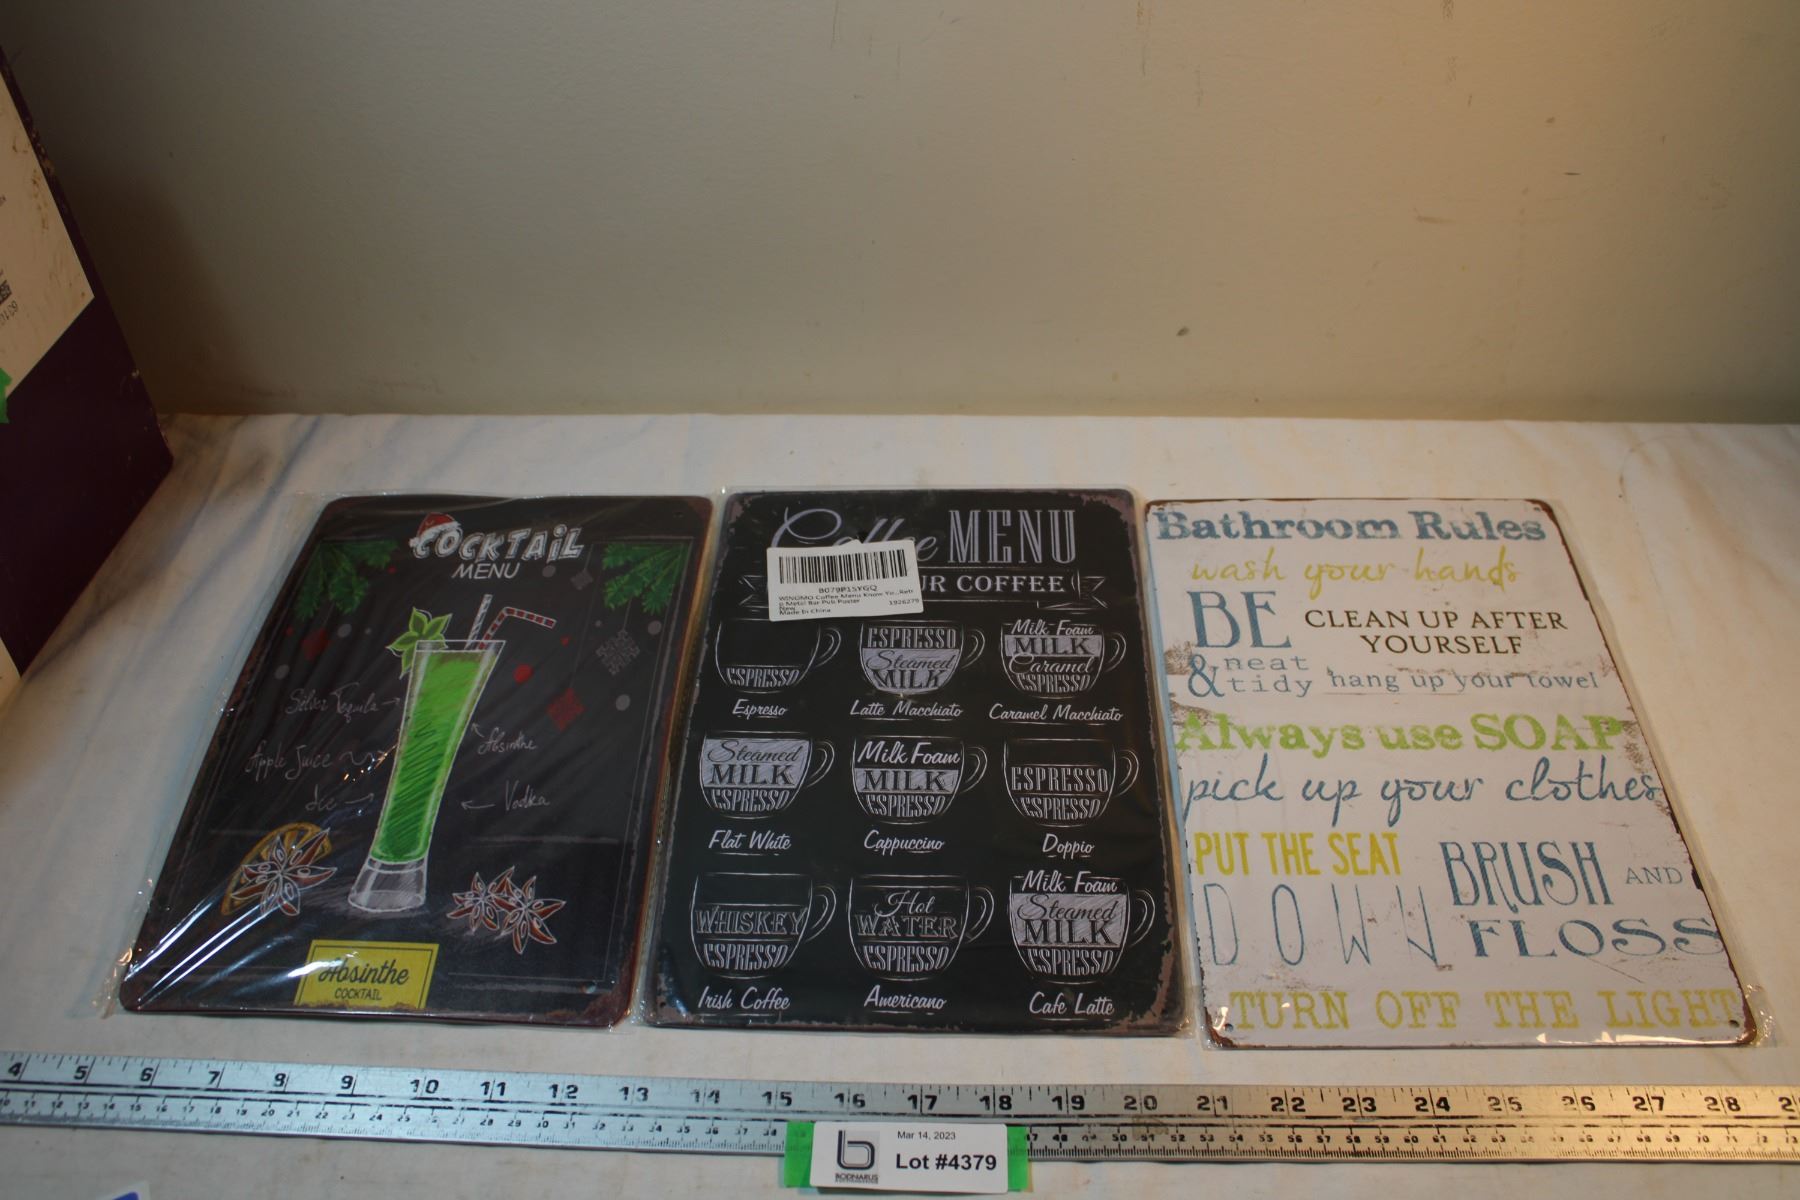 COCKTAIL
MENU
Silver Tequila
Apple Juice
Ice
Absinthe
Vodka
Absinthe
COCKTAIL
Coffee MENU
UR COFFEE
B079P1SYGQ
New
Made In China
1926279
ESPRESSO
Espresso
ESPRESSO
Steamed
MILK
Latte Macchiato
Milk Foam
MILK
Caramel
ESPRESSO
Caramel Macchiato
Steamed
MILK
ESPRESSO
Flat White
Milk Foam
MILK
ESPRESSO
Cappuccino
ESPRESSO
ESPRESSO
Doppio
WHISKEY
ESPRESSO
Irish Coffee
Hot
WATER
ESPRESSO
Americano
Milk Foam
Steamed
MILK
ESPRESSO
Cafe Latte
Bathroom Rules
wash your hands
BE
neat
& tidy
CLEAN UP AFTER
YOURSELF
hang up your towel
Always use SOAP
pick up your clothes
PUT THE SEAT
DOWN
BRUSH AND
FLOSS
TURN OFF THE LIGHT
4 5 6 7 8 9 10 11 12 13 14 15 16 17 18 19 20 21 22 23 24 25 26 27 28
Mar 14, 2023
Lot #4379
BODNARUS